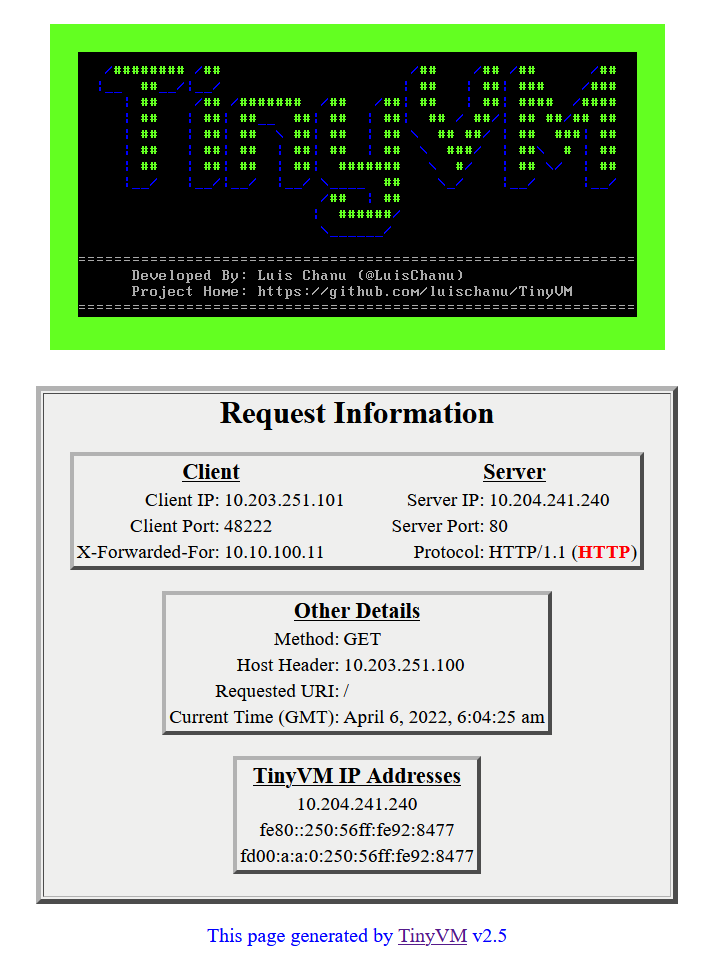 TinyVM
Developed By: Luis Chanu (@LuisChanu)
Project Home: https://github.com/luischanu/TinyVM
Request Information
Client
Client IP: 10.203.251.101
Client Port: 48222
X-Forwarded-For: 10.10.100.11
Server
Server IP: 10.204.241.240
Server Port: 80
Protocol: HTTP/1.1 (HTTP)
Other Details
Method: GET
Host Header: 10.203.251.100
Requested URI: /
Current Time (GMT): April 6, 2022, 6:04:25 am
TinyVM IP Addresses
10.204.241.240
fe80::250:56ff:fe92:8477
fd00:a:a:0:250:56ff:fe92:8477
This page generated by TinyVM v2.5